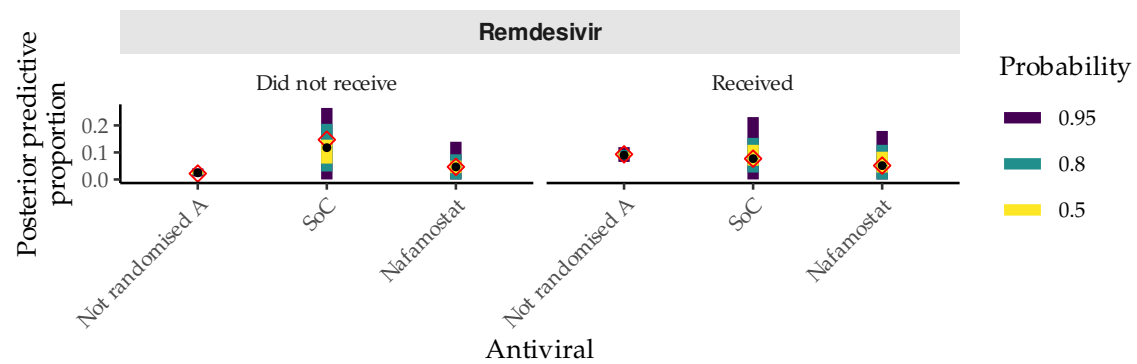 Remdesivir
Did not receive
Received
Posterior predictive
proportion
0.2
0.1
0.0
Not randomised A
SoC
Nafamostat
Not randomised A
SoC
Nafamostat
Antiviral
Probability
0.95
0.8
0.5